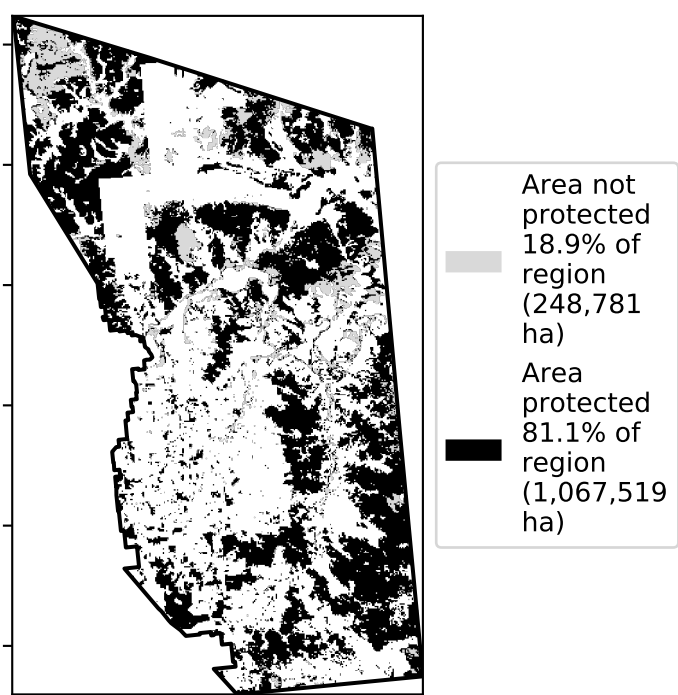 Area not
protected
18.9% of
region
(248,781
ha)
Area
protected
81.1% of
region
(1,067,519
ha)